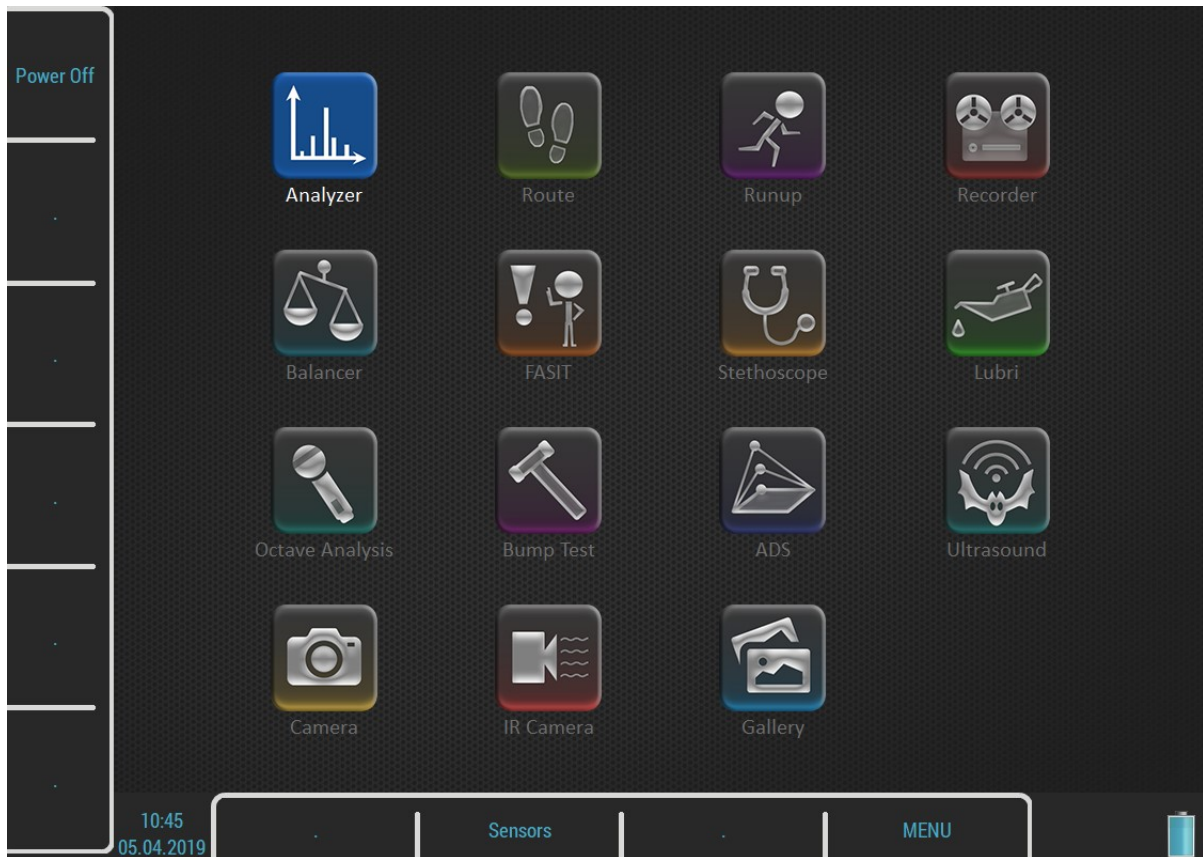 Power Off
Analyzer
Route
Runup
Recorder
Balancer
FASIT
Stethoscope
Lubri
Octave Analysis
Bump Test
ADS
Ultrasound
Camera
IR Camera
Gallery
10:45
05.04.2019
Sensors
MENU